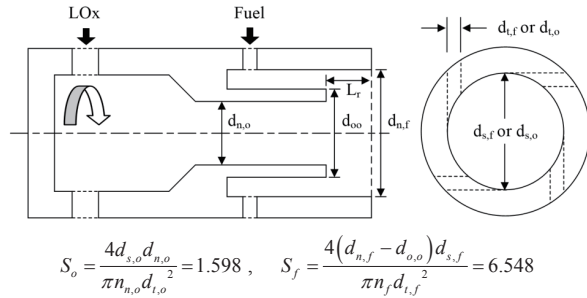 LOx Fuel
d_{t,f} or d_{t,o}
L_r
d_{n,o} d_{oo} d_{n,f} d_{s,f} or d_{s,o}
S_o = \frac{4d_{s,o}d_{n,o}}{\pi n_{n,o}d_{t,o}^2} = 1.598 , S_f = \frac{4(d_{n,f} - d_{o,o})d_{s,f}}{\pi n_f d_{t,f}^2} = 6.548